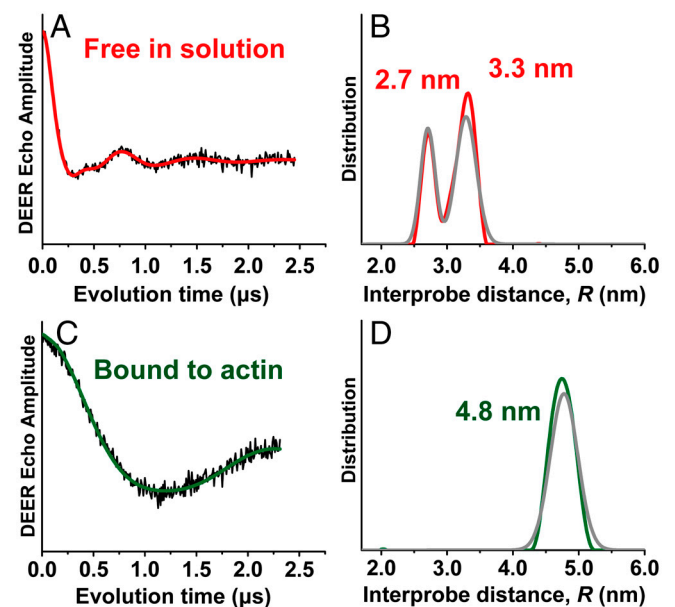 A
Free in solution
DEER Echo Amplitude
0.0 0.5 1.0 1.5 2.0 2.5
Evolution time (µs)
B
2.7 nm
3.3 nm
Distribution
2.0 3.0 4.0 5.0 6.0
Interprobe distance, R (nm)
C
Bound to actin
DEER Echo Amplitude
0.0 0.5 1.0 1.5 2.0 2.5
Evolution time (µs)
D
4.8 nm
Distribution
2.0 3.0 4.0 5.0 6.0
Interprobe distance, R (nm)